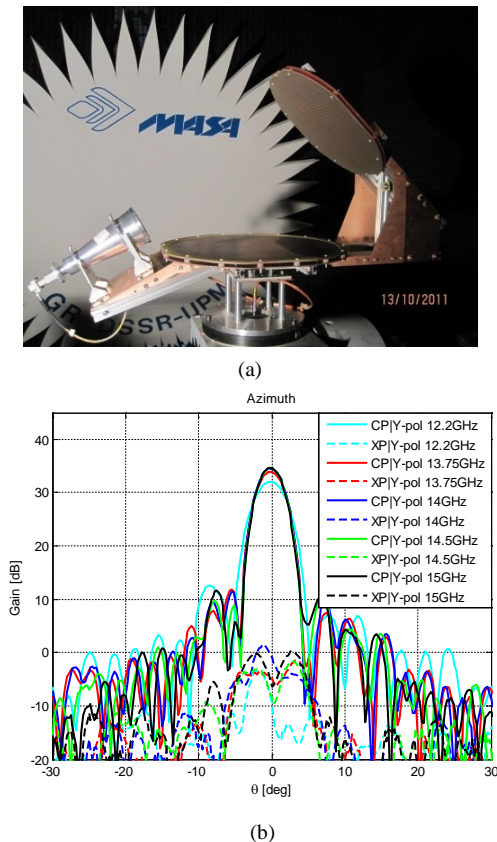 MASA
GR
SSR-UPM
13/10/2011
(a)
Azimuth
Gain [dB]
40
30
20
10
0
-10
-20
-30
-20
-10
0
10
20
30
θ [deg]
CP|Y-pol 12.2GHz
XP|Y-pol 12.2GHz
CP|Y-pol 13.75GHz
XP|Y-pol 13.75GHz
CP|Y-pol 14GHz
XP|Y-pol 14GHz
CP|Y-pol 14.5GHz
XP|Y-pol 14.5GHz
CP|Y-pol 15GHz
XP|Y-pol 15GHz
(b)